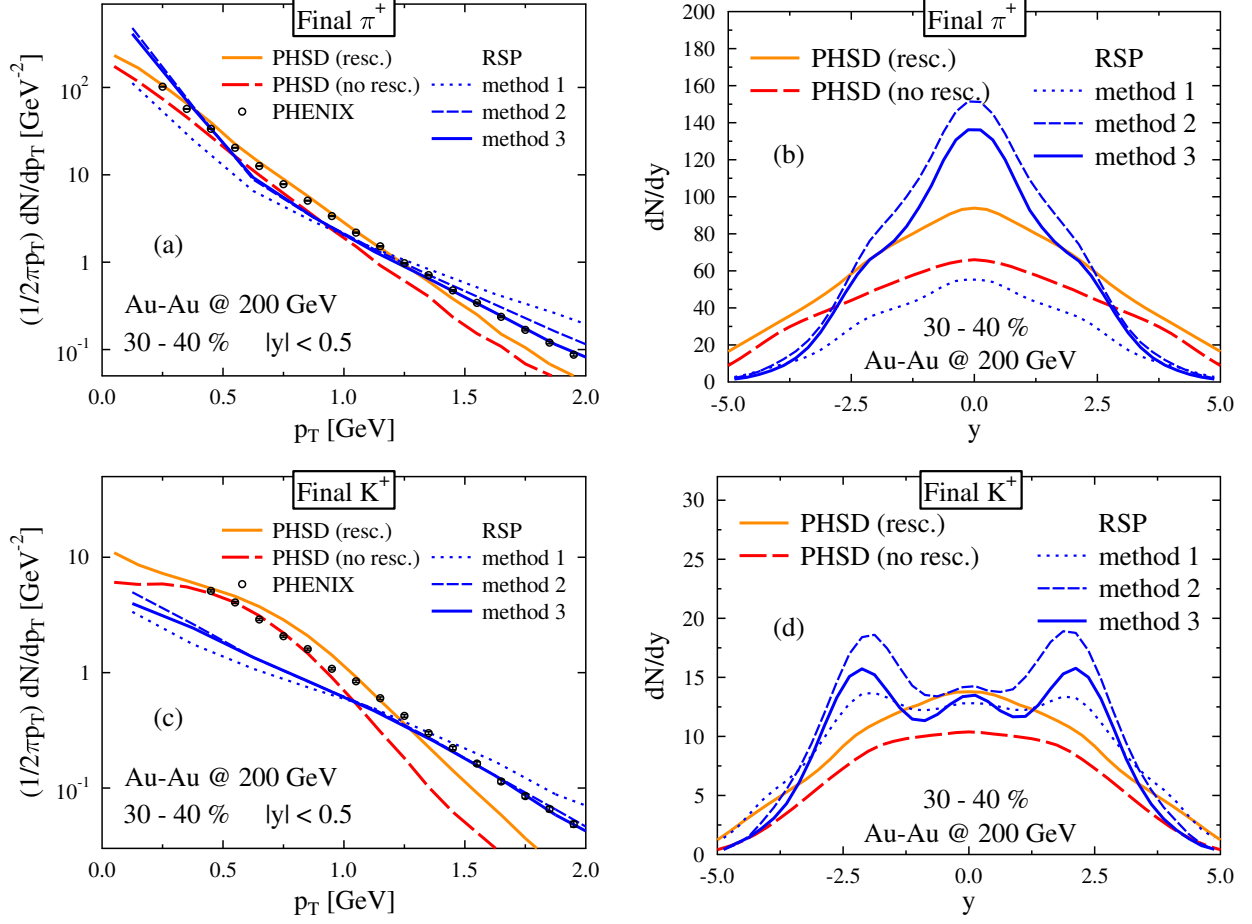 Final π⁺
(1/2πp_T) dN/dp_T [GeV⁻²]
10²
10
1
10⁻¹
PHSD (resc.)
PHSD (no resc.)
PHENIX
RSP
method 1
method 2
method 3
(a)
Au-Au @ 200 GeV
30 - 40 % |y| < 0.5
0.0 0.5 1.0 1.5 2.0
p_T [GeV]
Final π⁺
dN/dy
200
180
160
140
120
100
80
60
40
20
0
PHSD (resc.)
PHSD (no resc.)
RSP
method 1
method 2
method 3
(b)
30 - 40 %
Au-Au @ 200 GeV
-5.0 -2.5 0.0 2.5 5.0
y
Final K⁺
(1/2πp_T) dN/dp_T [GeV⁻²]
10
1
10⁻¹
PHSD (resc.)
PHSD (no resc.)
PHENIX
RSP
method 1
method 2
method 3
(c)
Au-Au @ 200 GeV
30 - 40 % |y| < 0.5
0.0 0.5 1.0 1.5 2.0
p_T [GeV]
Final K⁺
dN/dy
30
25
20
15
10
5
0
PHSD (resc.)
PHSD (no resc.)
RSP
method 1
method 2
method 3
(d)
30 - 40 %
Au-Au @ 200 GeV
-5.0 -2.5 0.0 2.5 5.0
y